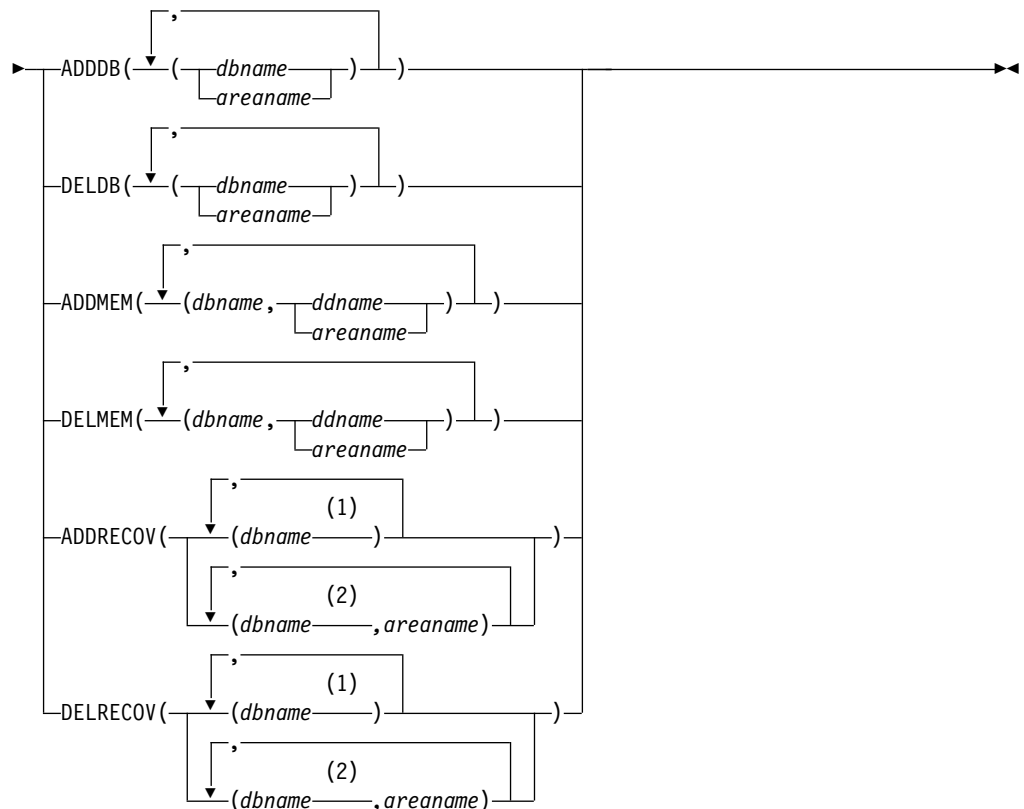 ,
ADDDB( ( dbname ) )
areaname
,
DELDB( ( dbname ) )
areaname
,
ADDMEM( (dbname, ddname ) )
areaname
,
DELMEM( (dbname, ddname ) )
areaname
,
(1)
ADDRECOV( (dbname ) )
,
(2)
(dbname ,areaname)
,
(1)
DELRECOV( (dbname ) )
,
(2)
(dbname ,areaname)